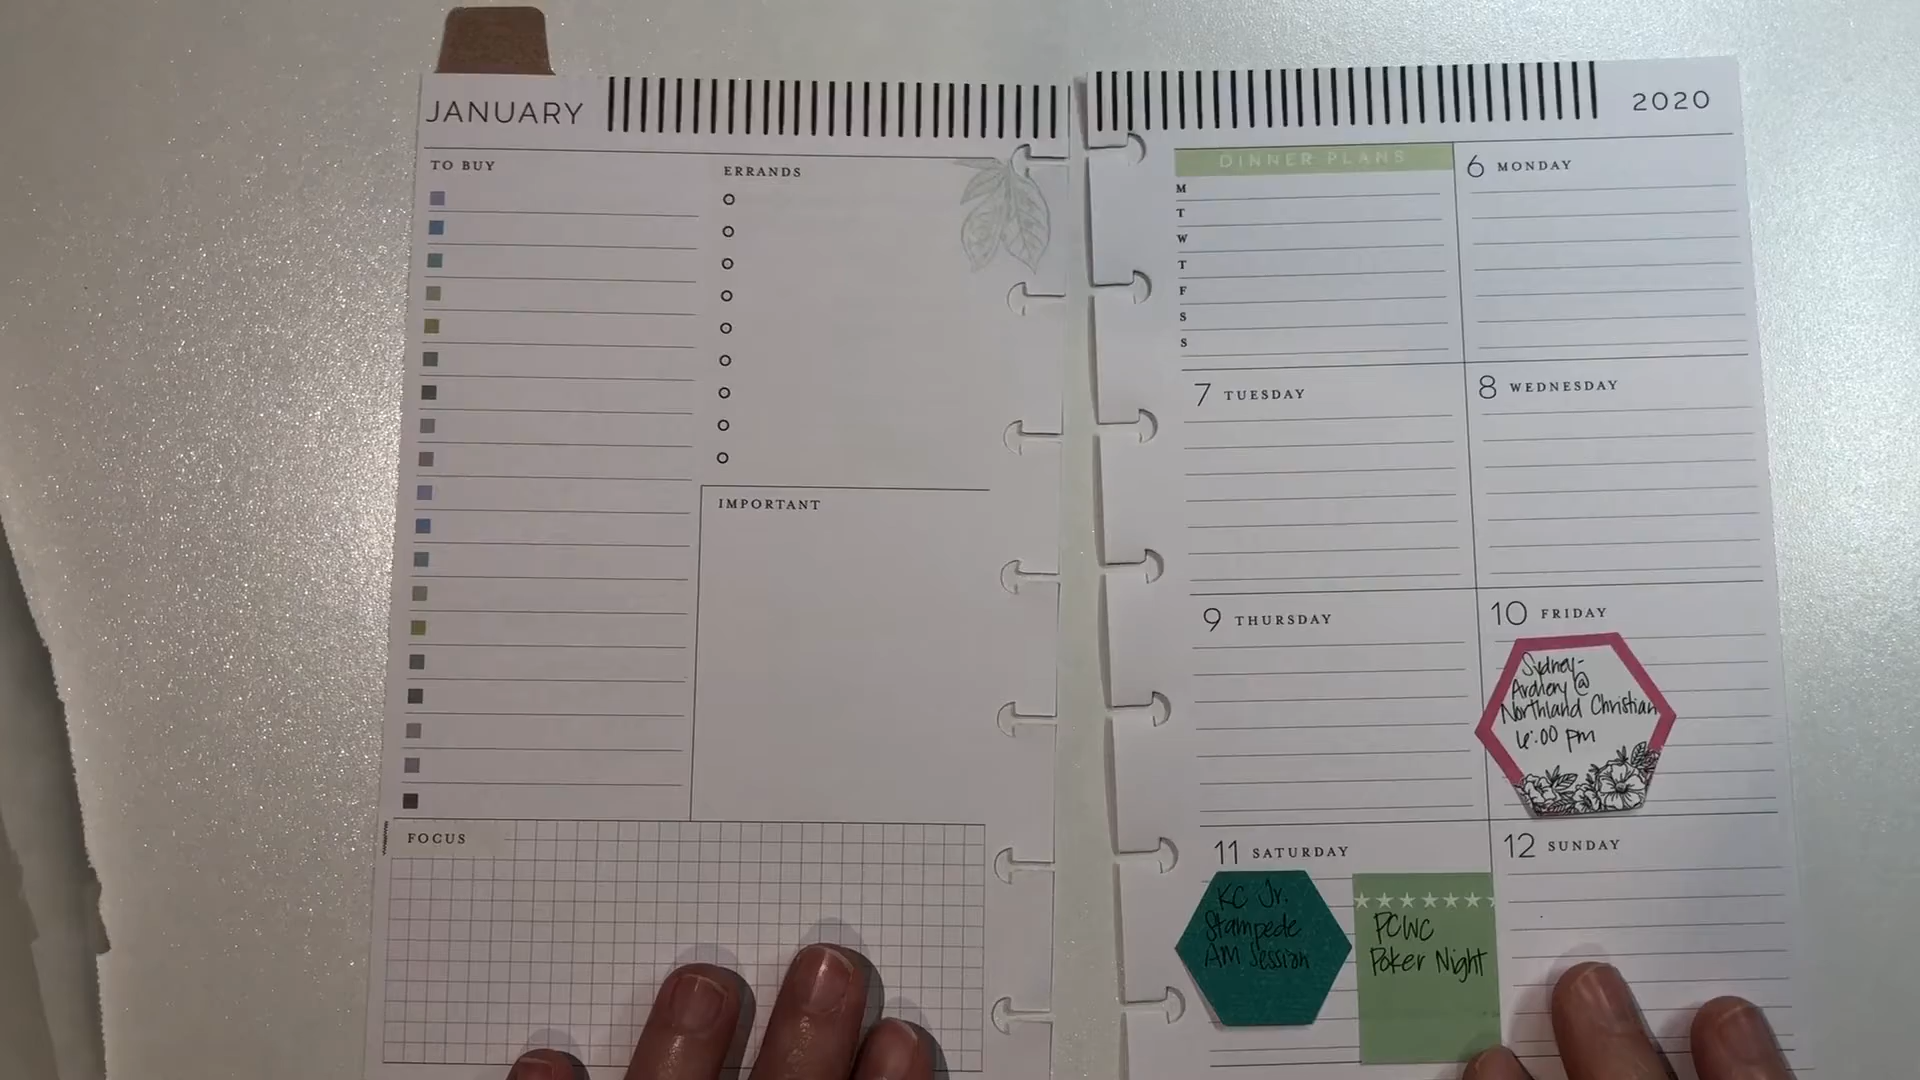 JANUARY
TO BUY
ERRANDS
IMPORTANT
FOCUS
2020
DINNER PLANS
M
T
W
T
F
S
S
6 MONDAY
7 TUESDAY
8 WEDNESDAY
9 THURSDAY
10 FRIDAY
Sydney-
Archery @
Northland Christian
6:00 pm
11 SATURDAY
KC Jr.
Stampede
AM Session
PCWC
Poker Night
12 SUNDAY